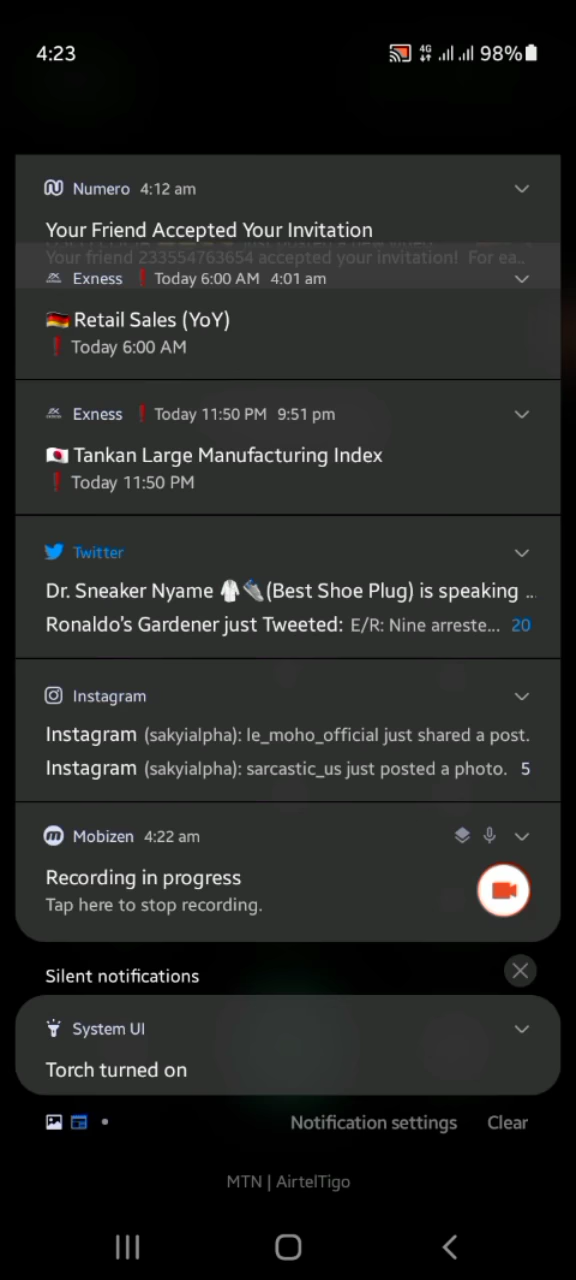 4:23
4G 98%
Numero 4:12 am
Your Friend Accepted Your Invitation
Your friend 233554763654 accepted your invitation! For ea..
Exness ❗ Today 6:00 AM 4:01 am
🇩🇪 Retail Sales (YoY)
❗ Today 6:00 AM
Exness ❗ Today 11:50 PM 9:51 pm
🇯🇵 Tankan Large Manufacturing Index
❗ Today 11:50 PM
Twitter
Dr. Sneaker Nyame 🥼👟(Best Shoe Plug) is speaking ...
Ronaldo's Gardener just Tweeted: E/R: Nine arreste... 20
Instagram
Instagram (sakyialpha): le_moho_official just shared a post.
Instagram (sakyialpha): sarcastic_us just posted a photo. 5
Mobizen 4:22 am
Recording in progress
Tap here to stop recording.
Silent notifications
System UI
Torch turned on
Notification settings Clear
MTN | AirtelTigo